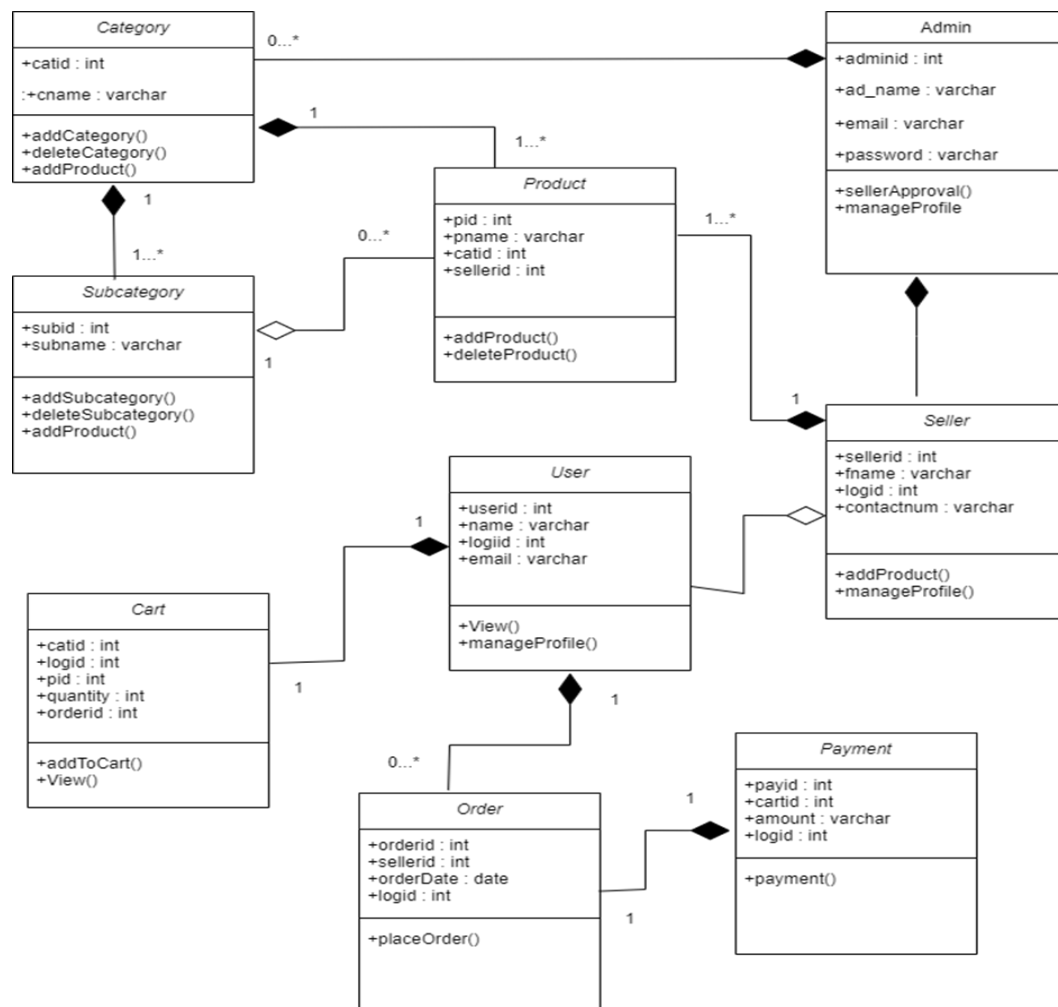 Category
+catid : int
:+cname : varchar
+addCategory()
+deleteCategory()
+addProduct()
0...*
Admin
+adminid : int
+ad_name : varchar
+email : varchar
+password : varchar
+sellerApproval()
+manageProfile
1
1...*
1
1...*
Product
+pid : int
+pname : varchar
+catid : int
+sellerid : int
+addProduct()
+deleteProduct()
0...*
1
1...*
1
Subcategory
+subid : int
+subname : varchar
+addSubcategory()
+deleteSubcategory()
+addProduct()
Seller
+sellerid : int
+fname : varchar
+logid : int
+contactnum : varchar
+addProduct()
+manageProfile()
User
+userid : int
+name : varchar
+logiid : int
+email : varchar
+View()
+manageProfile()
1
1
Cart
+catid : int
+logid : int
+pid : int
+quantity : int
+orderid : int
+addToCart()
+View()
1
0...*
Order
+orderid : int
+sellerid : int
+orderDate : date
+logid : int
+placeOrder()
1
1
Payment
+payid : int
+cartid : int
+amount : varchar
+logid : int
+payment()